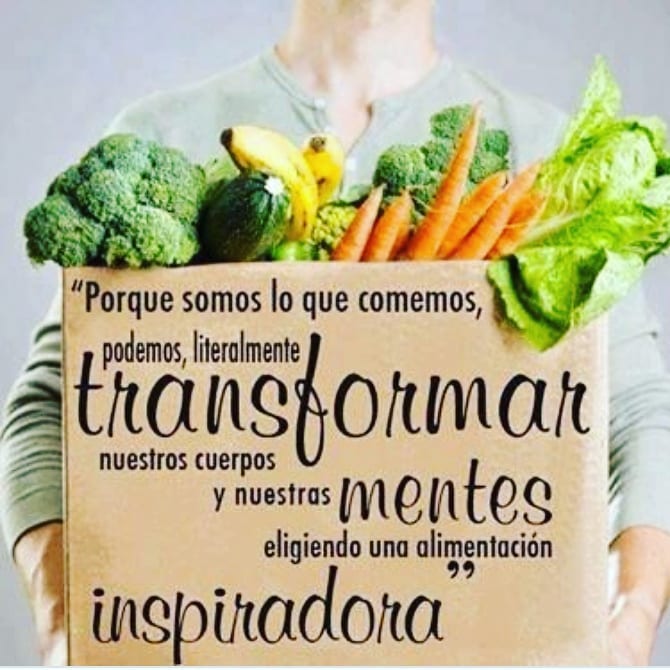 “Porque somos lo que comemos,
podemos, literalmente
transformar
nuestros cuerpos
y nuestras mentes
eligiendo una alimentación
inspiradora”